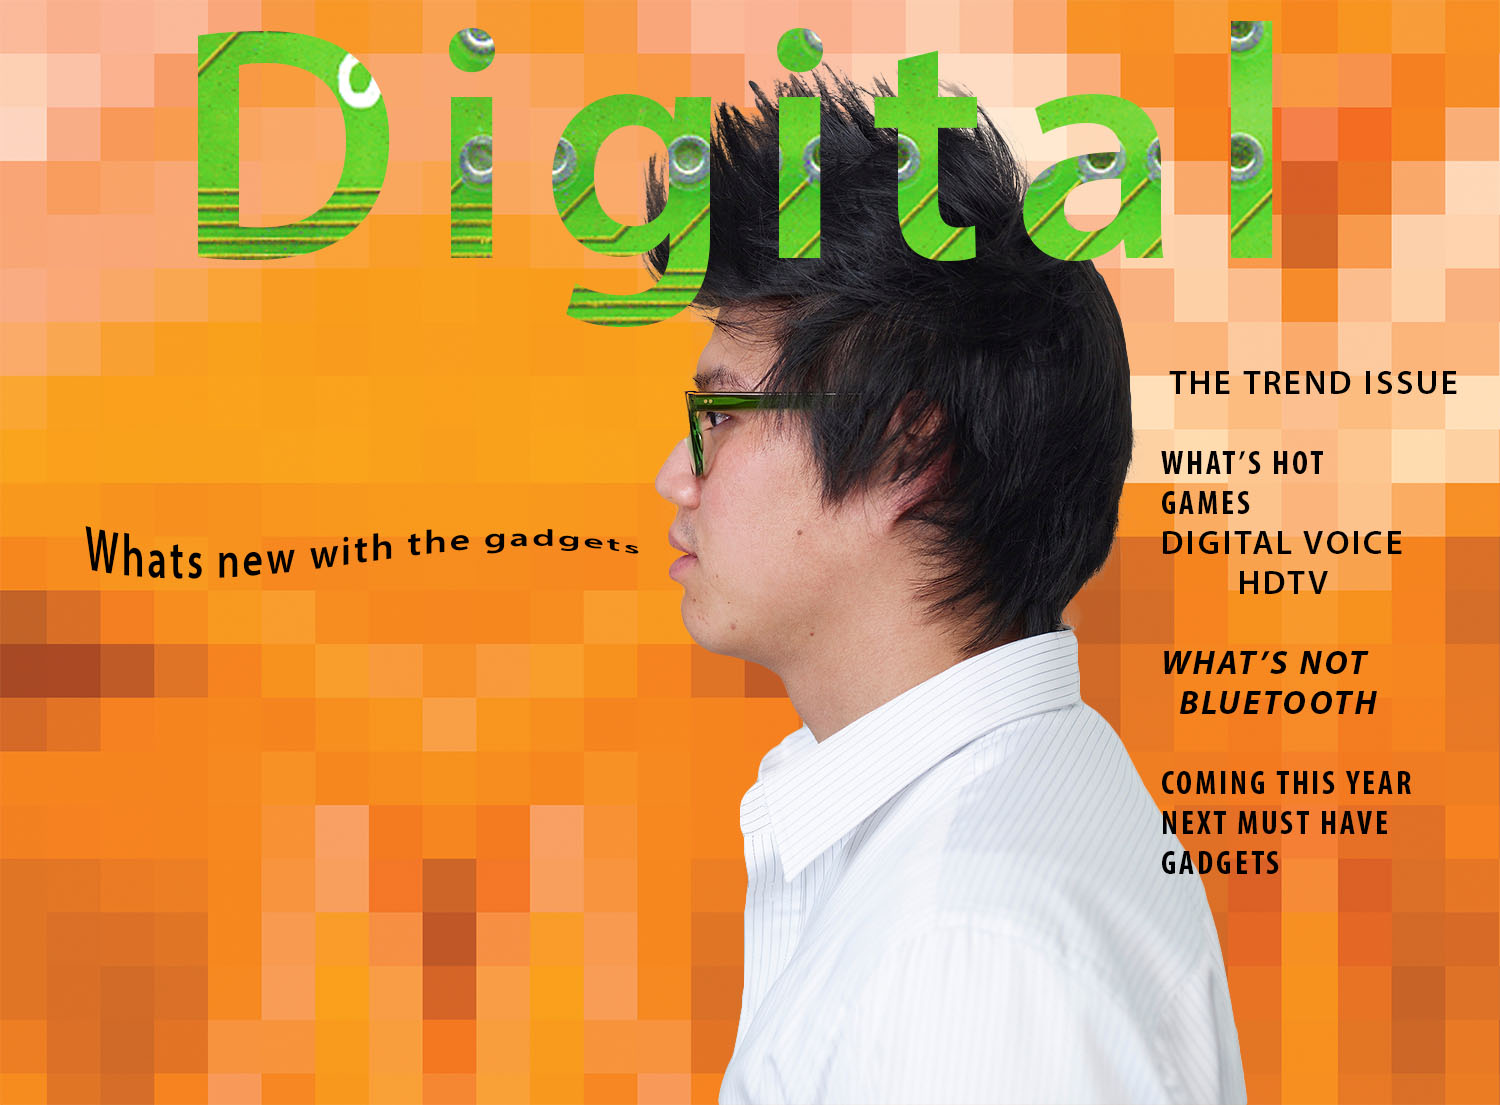 Digital
THE TREND ISSUE
WHAT’S HOT
GAMES
DIGITAL VOICE
HDTV
Whats new with the gadgets
WHAT’S NOT
BLUETOOTH
COMING THIS YEAR
NEXT MUST HAVE
GADGETS